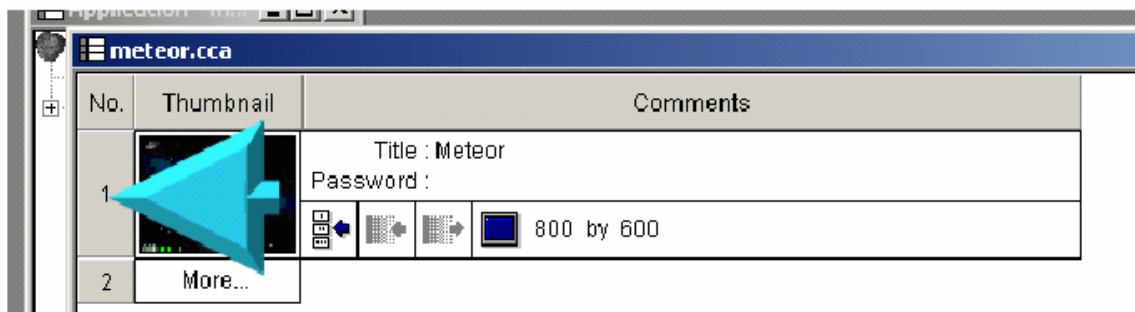 meteor.cca
No. Thumbnail Comments
1 Title : Meteor
Password :
800 by 600
2 More...